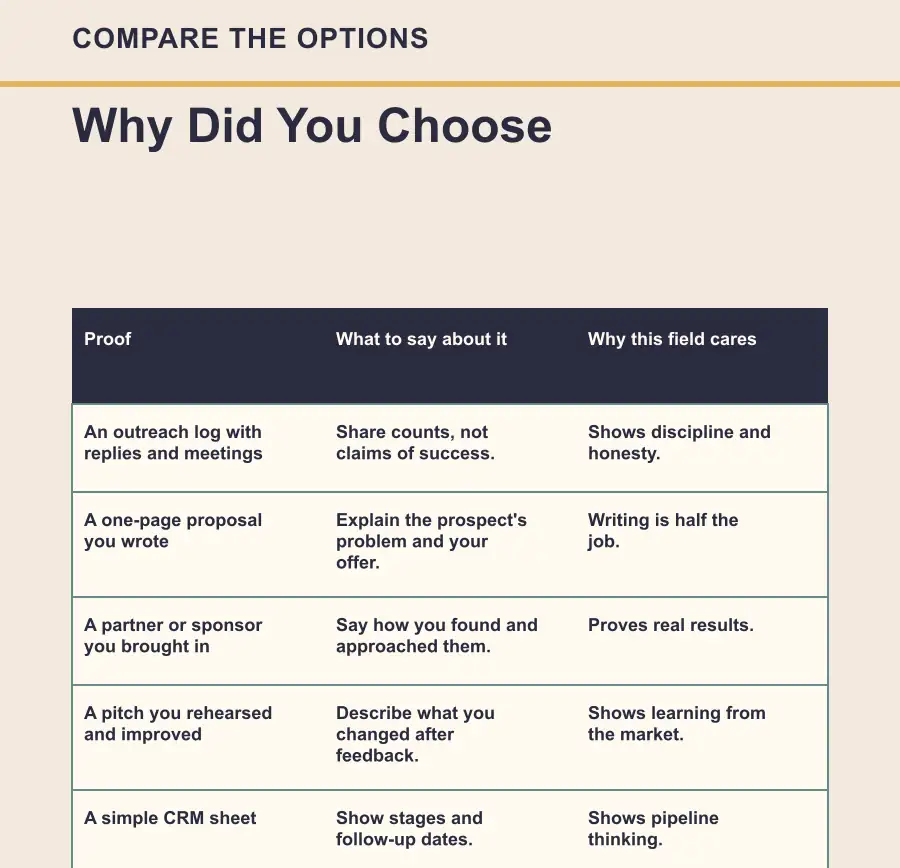 COMPARE THE OPTIONS
Why Did You Choose
Proof
What to say about it
Why this field cares
An outreach log with
replies and meetings
Share counts, not
claims of success.
Shows discipline and
honesty.
A one-page proposal
you wrote
Explain the prospect's
problem and your
offer.
Writing is half the
job.
A partner or sponsor
you brought in
Say how you found and
approached them.
Proves real results.
A pitch you rehearsed
and improved
Describe what you
changed after
feedback.
Shows learning from
the market.
A simple CRM sheet
Show stages and
follow-up dates.
Shows pipeline
thinking.